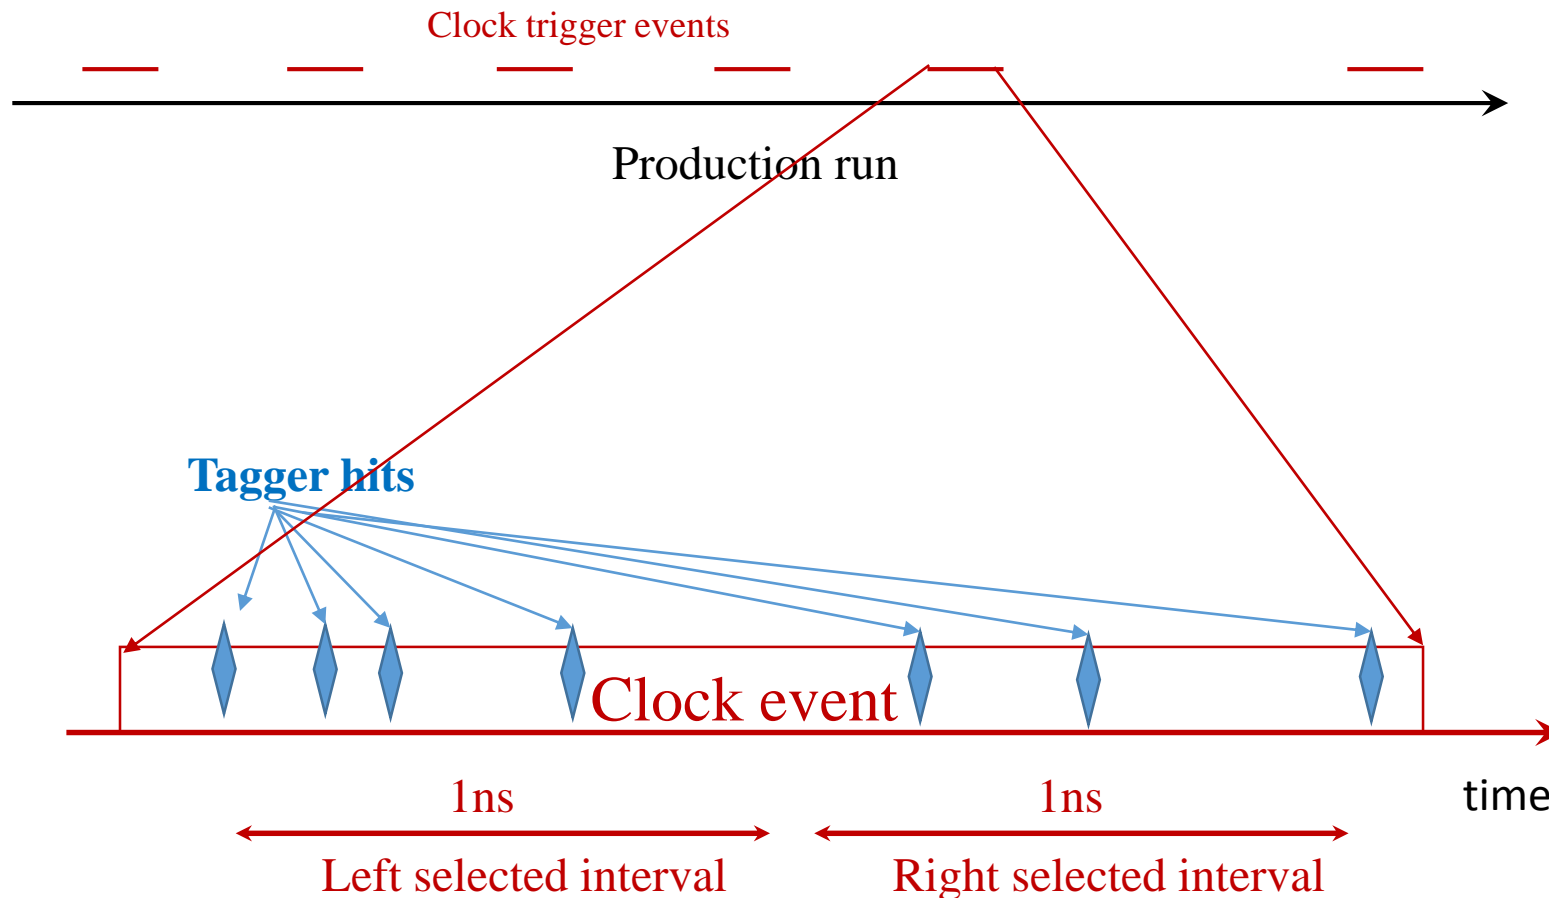 Clock trigger events
Production run
Tagger hits
Clock event
1ns 1ns time
Left selected interval Right selected interval